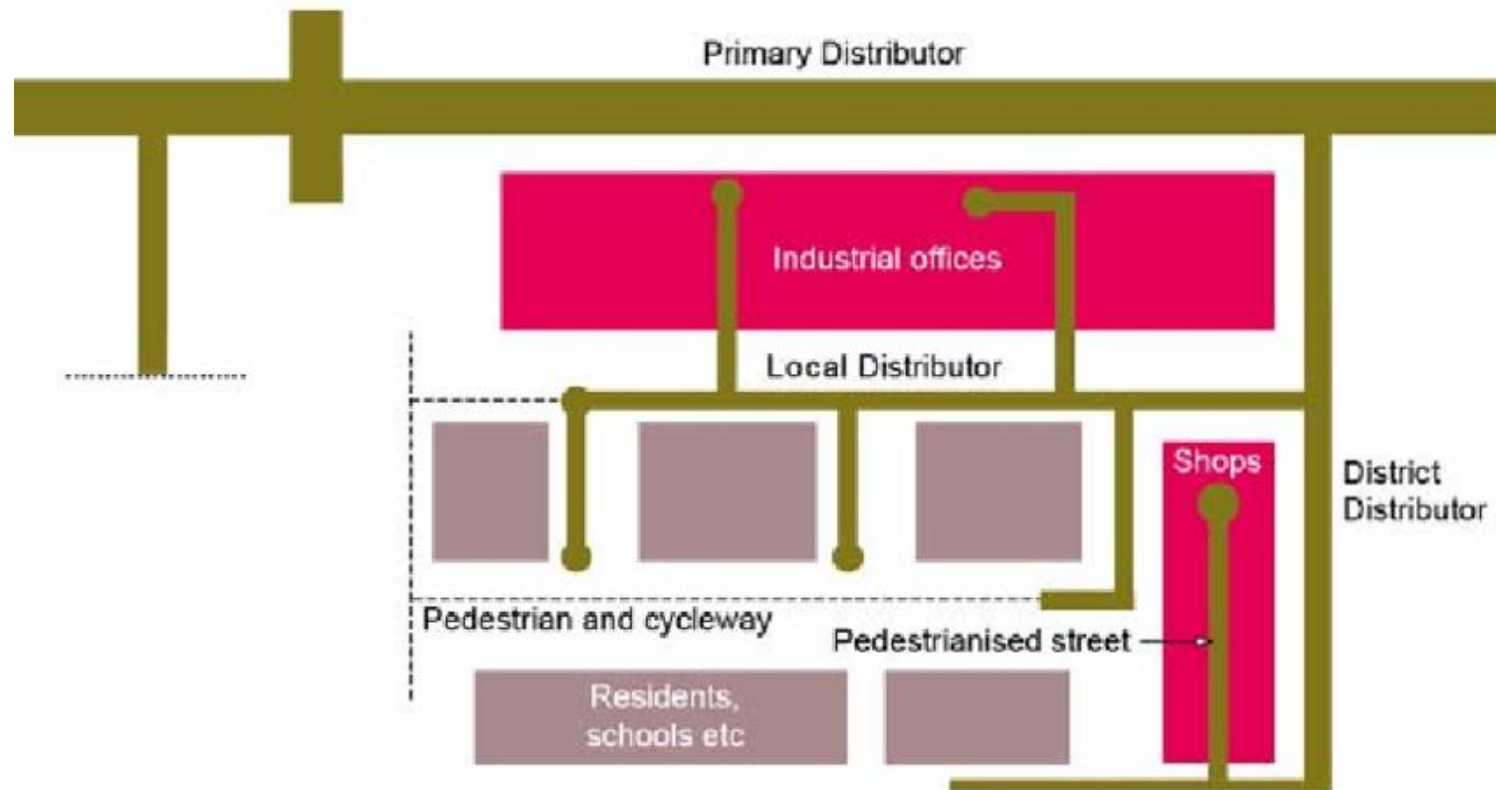 Primary Distributor
Industrial offices
Local Distributor
Shops
District
Distributor
Pedestrian and cycleway
Pedestrianised street
Residents,
schools etc